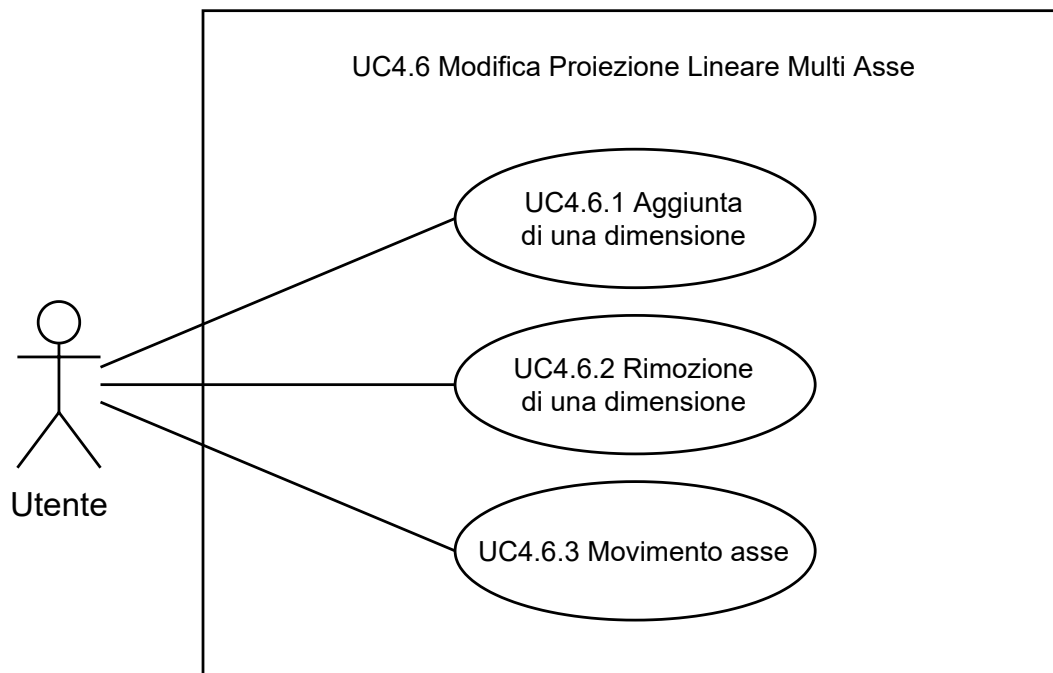 UC4.6 Modifica Proiezione Lineare Multi Asse
UC4.6.1 Aggiunta
di una dimensione
UC4.6.2 Rimozione
di una dimensione
Utente
UC4.6.3 Movimento asse